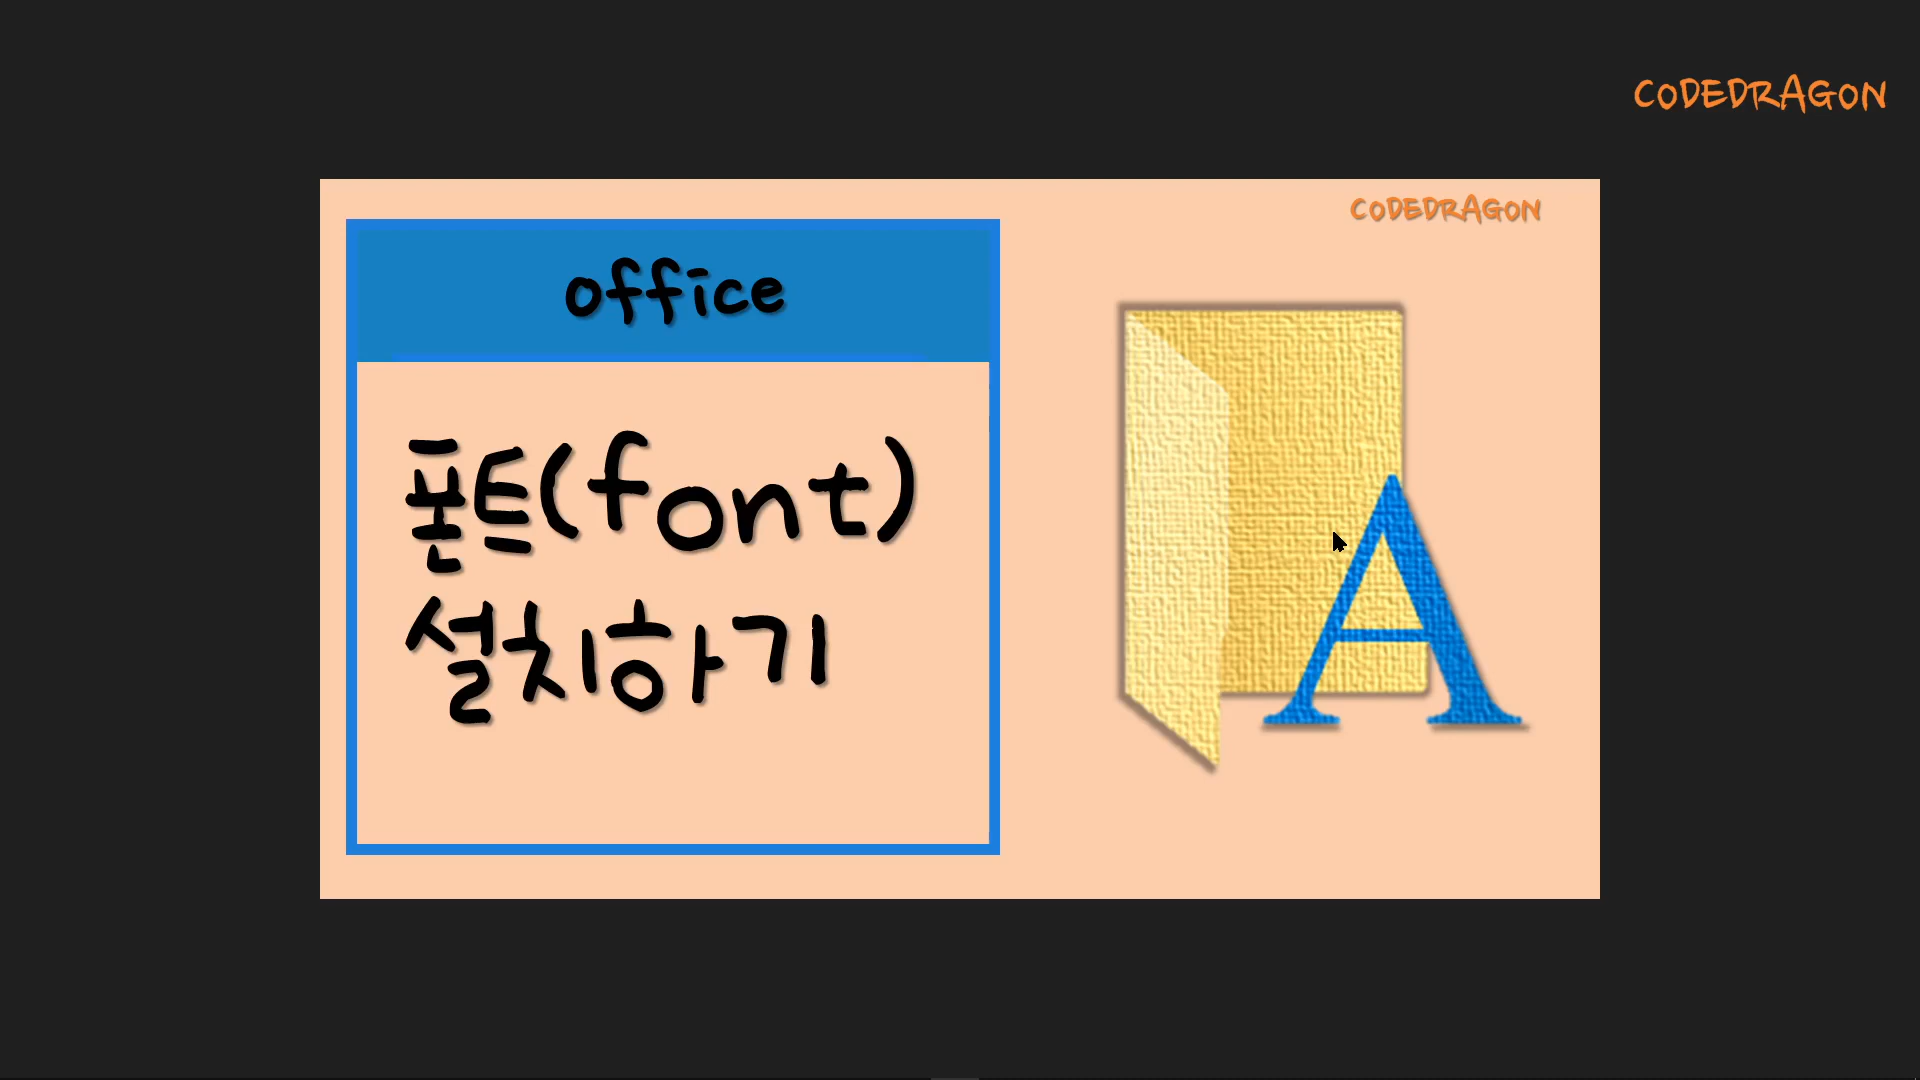 CODEDRAGON
CODEDRAGON
office
폰트(font)
설치하기
A